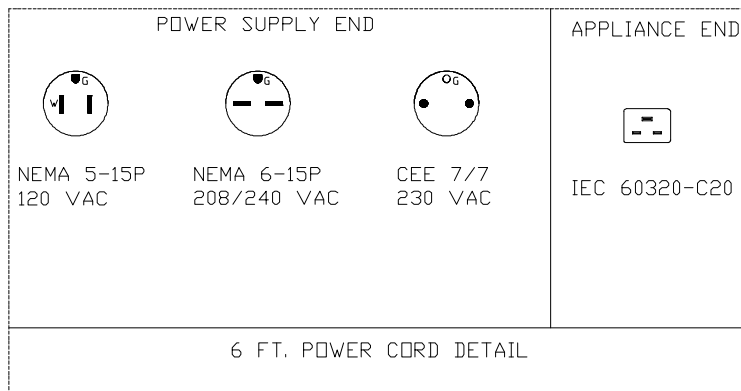 POWER SUPPLY END
APPLIANCE END
G
W
G
G
NEMA 5-15P
120 VAC
NEMA 6-15P
208/240 VAC
CEE 7/7
230 VAC
IEC 60320-C20
6 FT. POWER CORD DETAIL